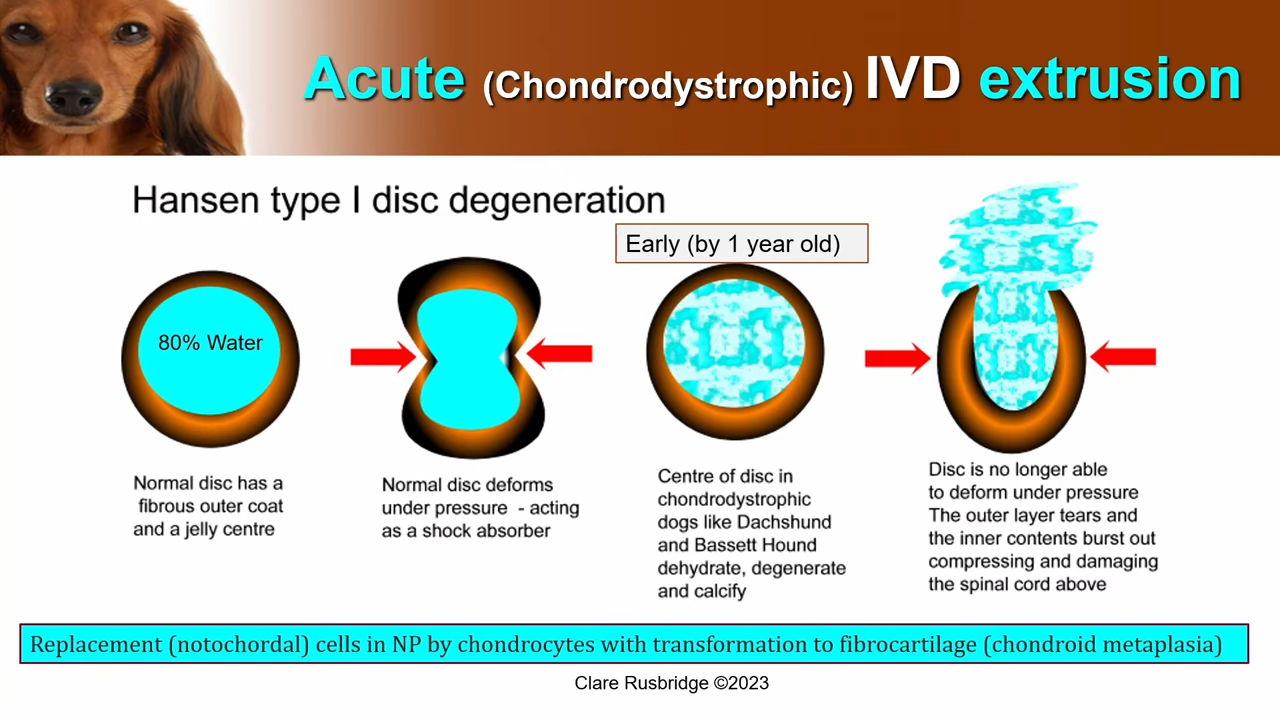 Acute (Chondrodystrophic) IVD extrusion
Hansen type I disc degeneration
Early (by 1 year old)
80% Water
Normal disc has a
fibrous outer coat
and a jelly centre
Normal disc deforms
under pressure - acting
as a shock absorber
Centre of disc in
chondrodystrophic
dogs like Dachshund
and Bassett Hound
dehydrate, degenerate
and calcify
Disc is no longer able
to deform under pressure
The outer layer tears and
the inner contents burst out
compressing and damaging
the spinal cord above
Replacement (notochordal) cells in NP by chondrocytes with transformation to fibrocartilage (chondroid metaplasia)
Clare Rusbridge ©2023